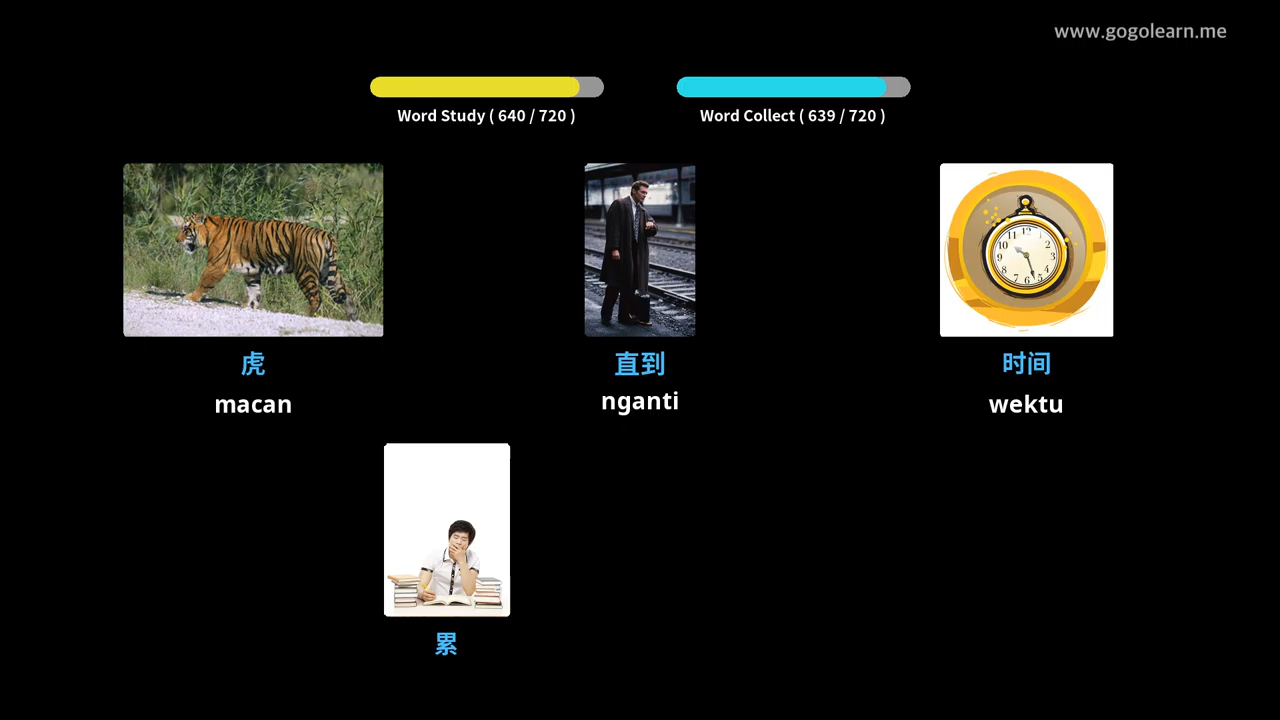 www.gogolearn.me
Word Study ( 640 / 720 )
Word Collect ( 639 / 720 )
虎
直到
时间
macan
nganti
wektu
累